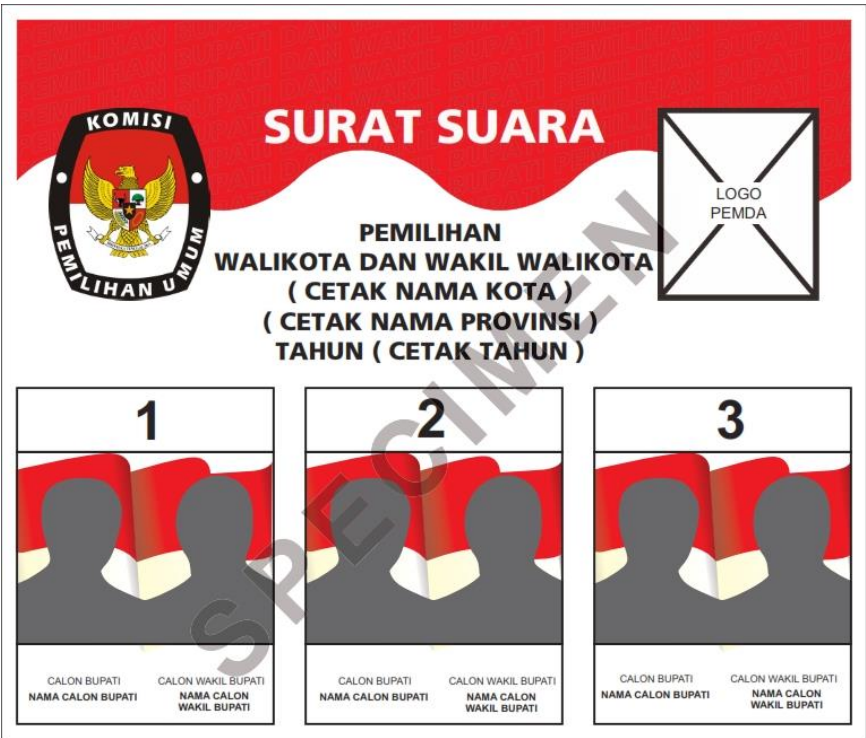 SURAT SUARA
KOMISI
PEMILIHAN UMUM
LOGO
PEMDA
PEMILIHAN
WALIKOTA DAN WAKIL WALIKOTA
( CETAK NAMA KOTA )
( CETAK NAMA PROVINSI )
TAHUN ( CETAK TAHUN )
SPECIMEN
1
2
3
CALON BUPATI
NAMA CALON BUPATI
CALON WAKIL BUPATI
NAMA CALON
WAKIL BUPATI
CALON BUPATI
NAMA CALON BUPATI
CALON WAKIL BUPATI
NAMA CALON
WAKIL BUPATI
CALON BUPATI
NAMA CALON BUPATI
CALON WAKIL BUPATI
NAMA CALON
WAKIL BUPATI